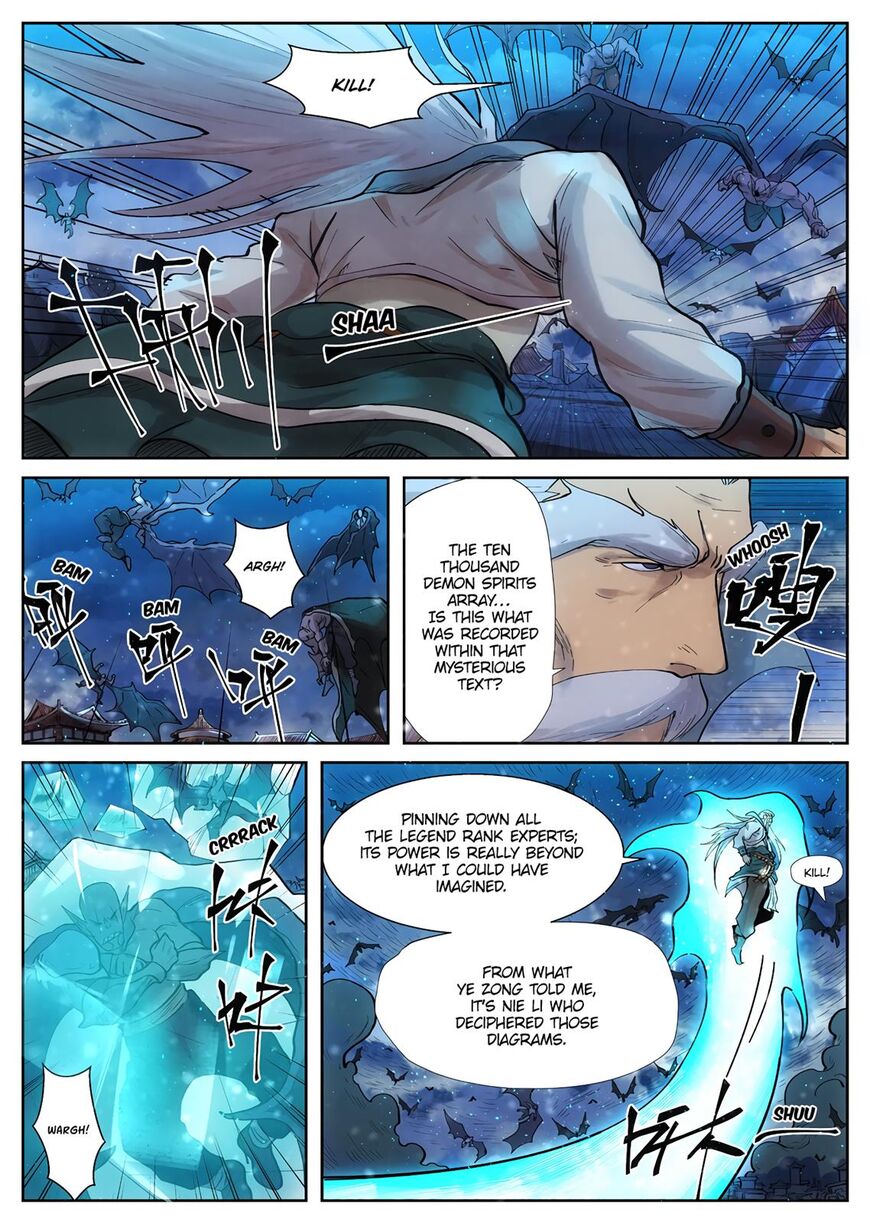 KILL!
SHAA
ARGH!
BAM
BAM
BAM
THE TEN
THOUSAND
DEMON SPIRITS
ARRAY...
IS THIS WHAT
WAS RECORDED
WITHIN THAT
MYSTERIOUS
TEXT?
WHOOSH
CRRRACK
WARGH!
PINNING DOWN ALL
THE LEGEND RANK EXPERTS;
ITS POWER IS REALLY BEYOND
WHAT I COULD HAVE
IMAGINED.
KILL!
FROM WHAT
YE ZONG TOLD ME,
IT'S NIE LI WHO
DECIPHERED THOSE
DIAGRAMS.
SHUU